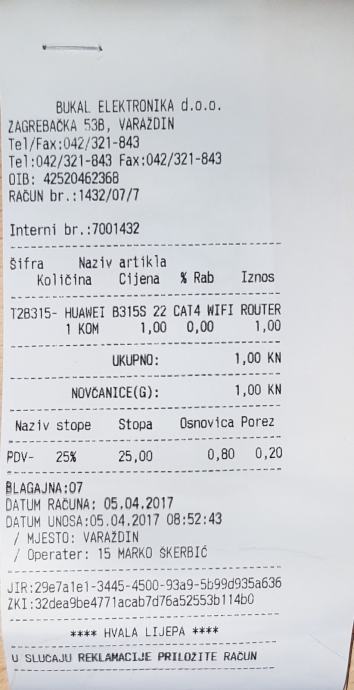 BUKAL ELEKTRONIKA d.o.o.
ZAGREBAČKA 53B, VARAŽDIN
Tel/Fax:042/321-843
Tel:042/321-843 Fax:042/321-843
OIB: 42520462368
RAČUN br.:1432/07/7
Interni br.:7001432
Šifra Naziv artikla
Količina Cijena % Rab Iznos
T2B315- HUAWEI B315S 22 CAT4 WIFI ROUTER
1 KOM 1,00 0,00 1,00
UKUPNO: 1,00 KN
NOVČANICE(G): 1,00 KN
Naziv stope Stopa Osnovica Porez
PDV- 25% 25,00 0,80 0,20
BLAGAJNA:07
DATUM RAČUNA: 05.04.2017
DATUM UNOSA:05.04.2017 08:52:43
/ MJESTO: VARAŽDIN
/ Operater: 15 MARKO ŠKERBIĆ
JIR:29e7a1e1-3445-4500-93a9-5b99d935a636
ZKI:32dea9be4771acab7d76a52553b114b0
**** HVALA LIJEPA ****
U SLUCAJU REKLAMACIJE PRILOŽITE RAČUN